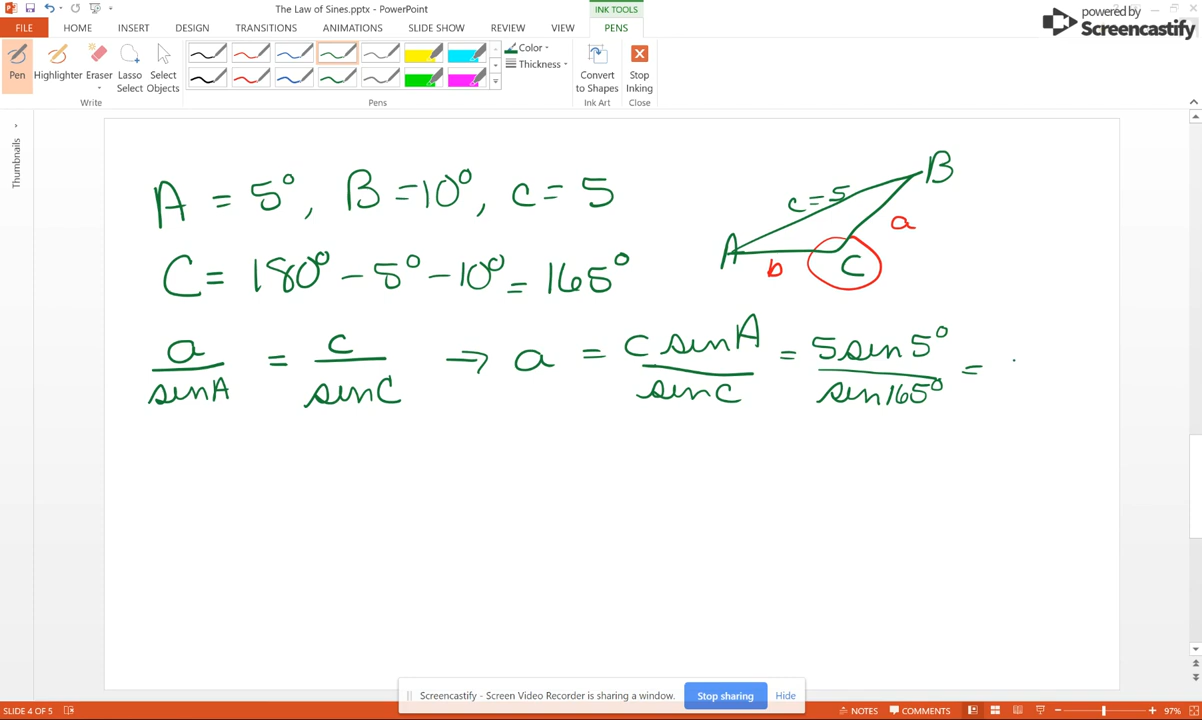 The Law of Sines.pptx - PowerPoint
INK TOOLS
powered by
Screencastify
FILE HOME INSERT DESIGN TRANSITIONS ANIMATIONS SLIDE SHOW REVIEW VIEW PENS
Pen Highlighter Eraser Lasso Select Select Objects
Color
Thickness
Convert to Shapes
Stop Inking
Write Pens Ink Art Close
Thumbnails
A = 5°, B = 10°, c = 5
C = 180° - 5° - 10° = 165°
a/sinA = c/sinC → a = c sinA/sinC = 5sin5°/sin165° =
B
c = 5
a
A
b
C
Screencastify - Screen Video Recorder is sharing a window. Stop sharing Hide
SLIDE 4 OF 5 NOTES COMMENTS 97%